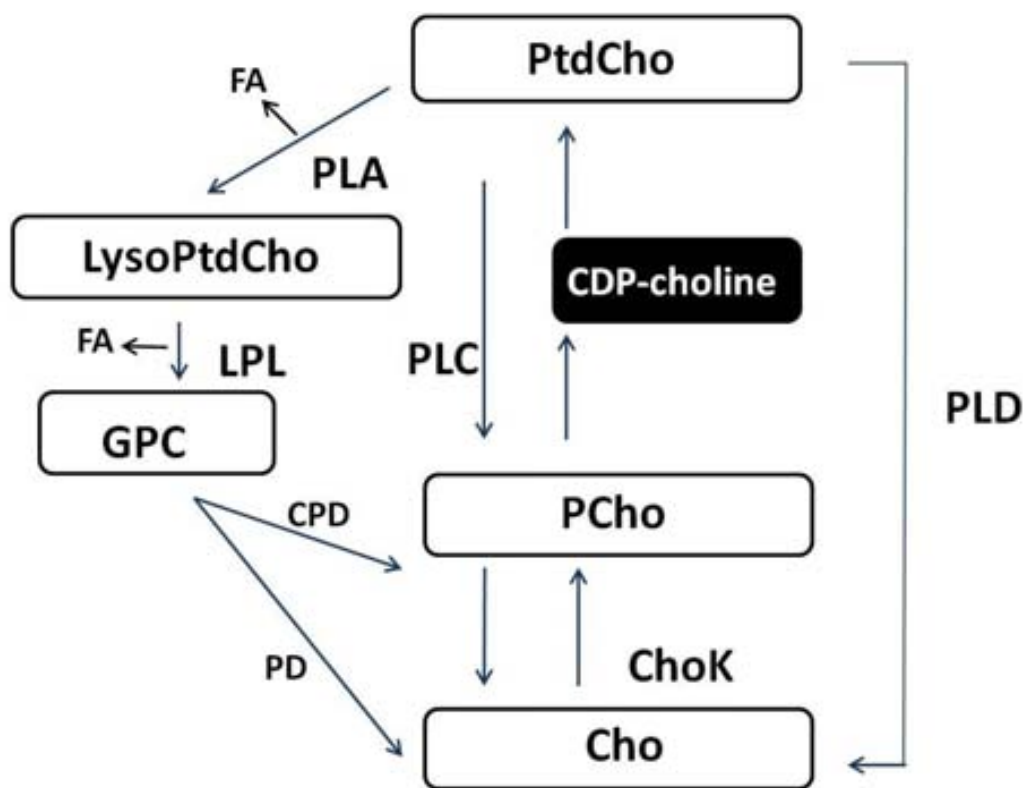 PtdCho
FA
PLA
LysoPtdCho
CDP-choline
FA
LPL
PLC
PLD
GPC
CPD
PCho
PD
ChoK
Cho